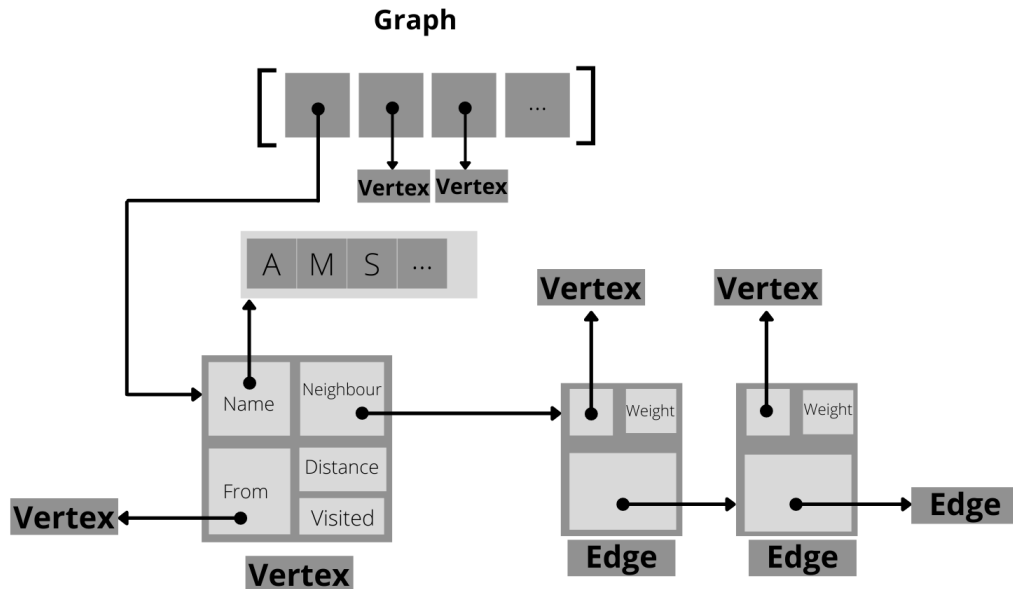 Graph
...
Vertex Vertex
A M S ...
Vertex Vertex
Name Neighbour
Weight Weight
Distance
From
Visited
Vertex
Edge
Edge Edge
Vertex